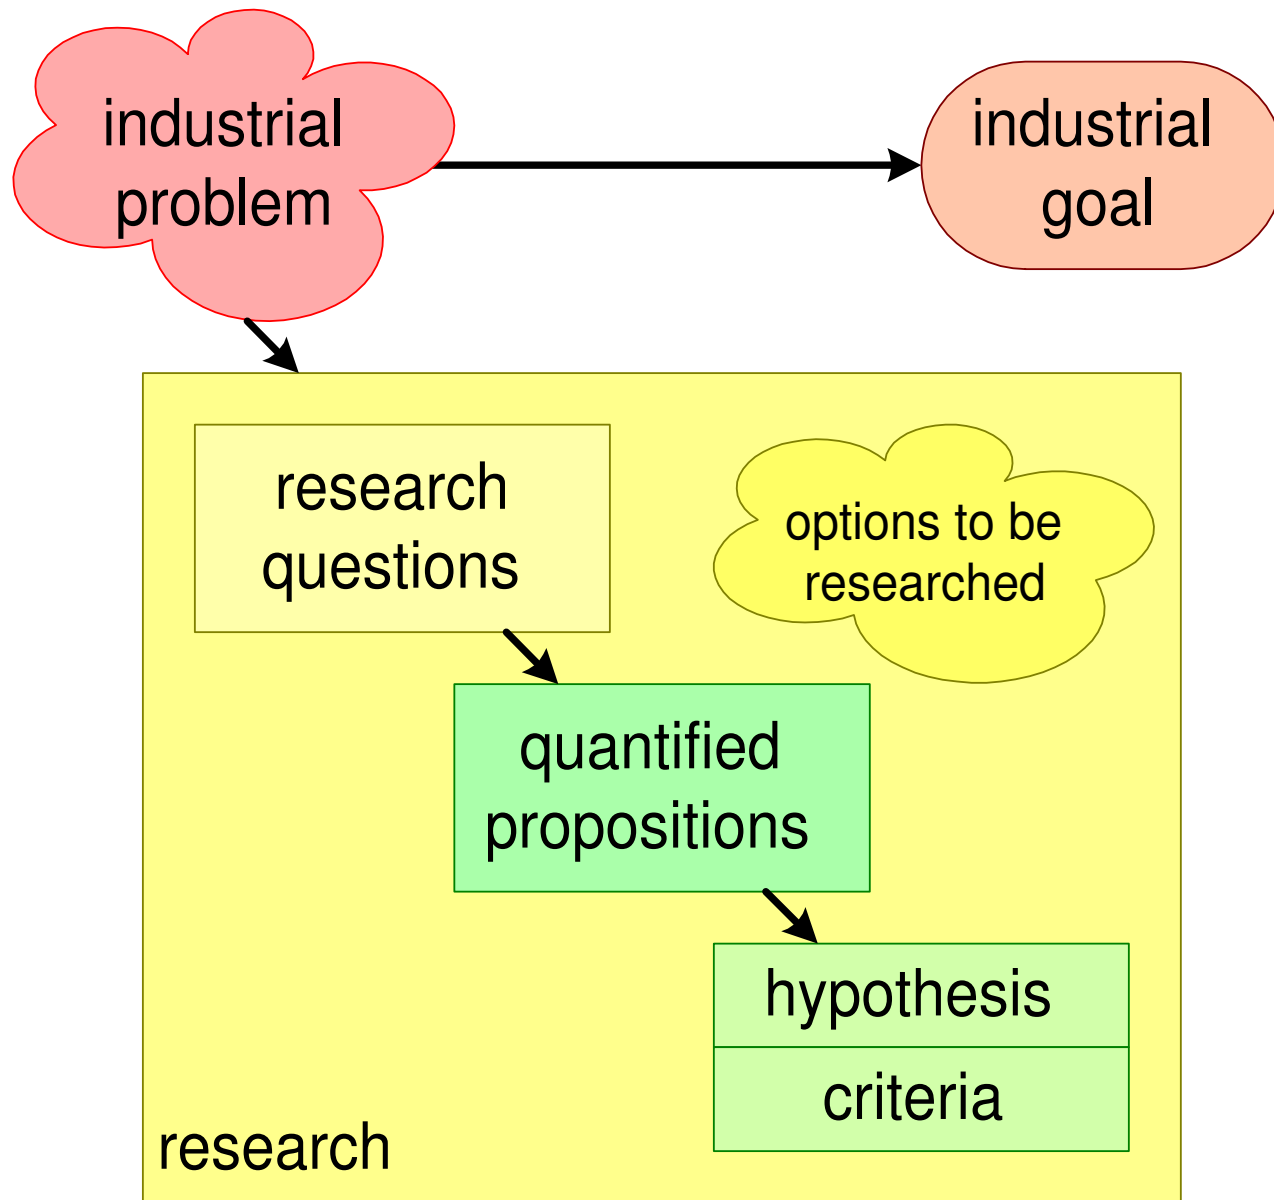 industrial
problem
industrial
goal
research
questions
options to be
researched
quantified
propositions
hypothesis
criteria
research